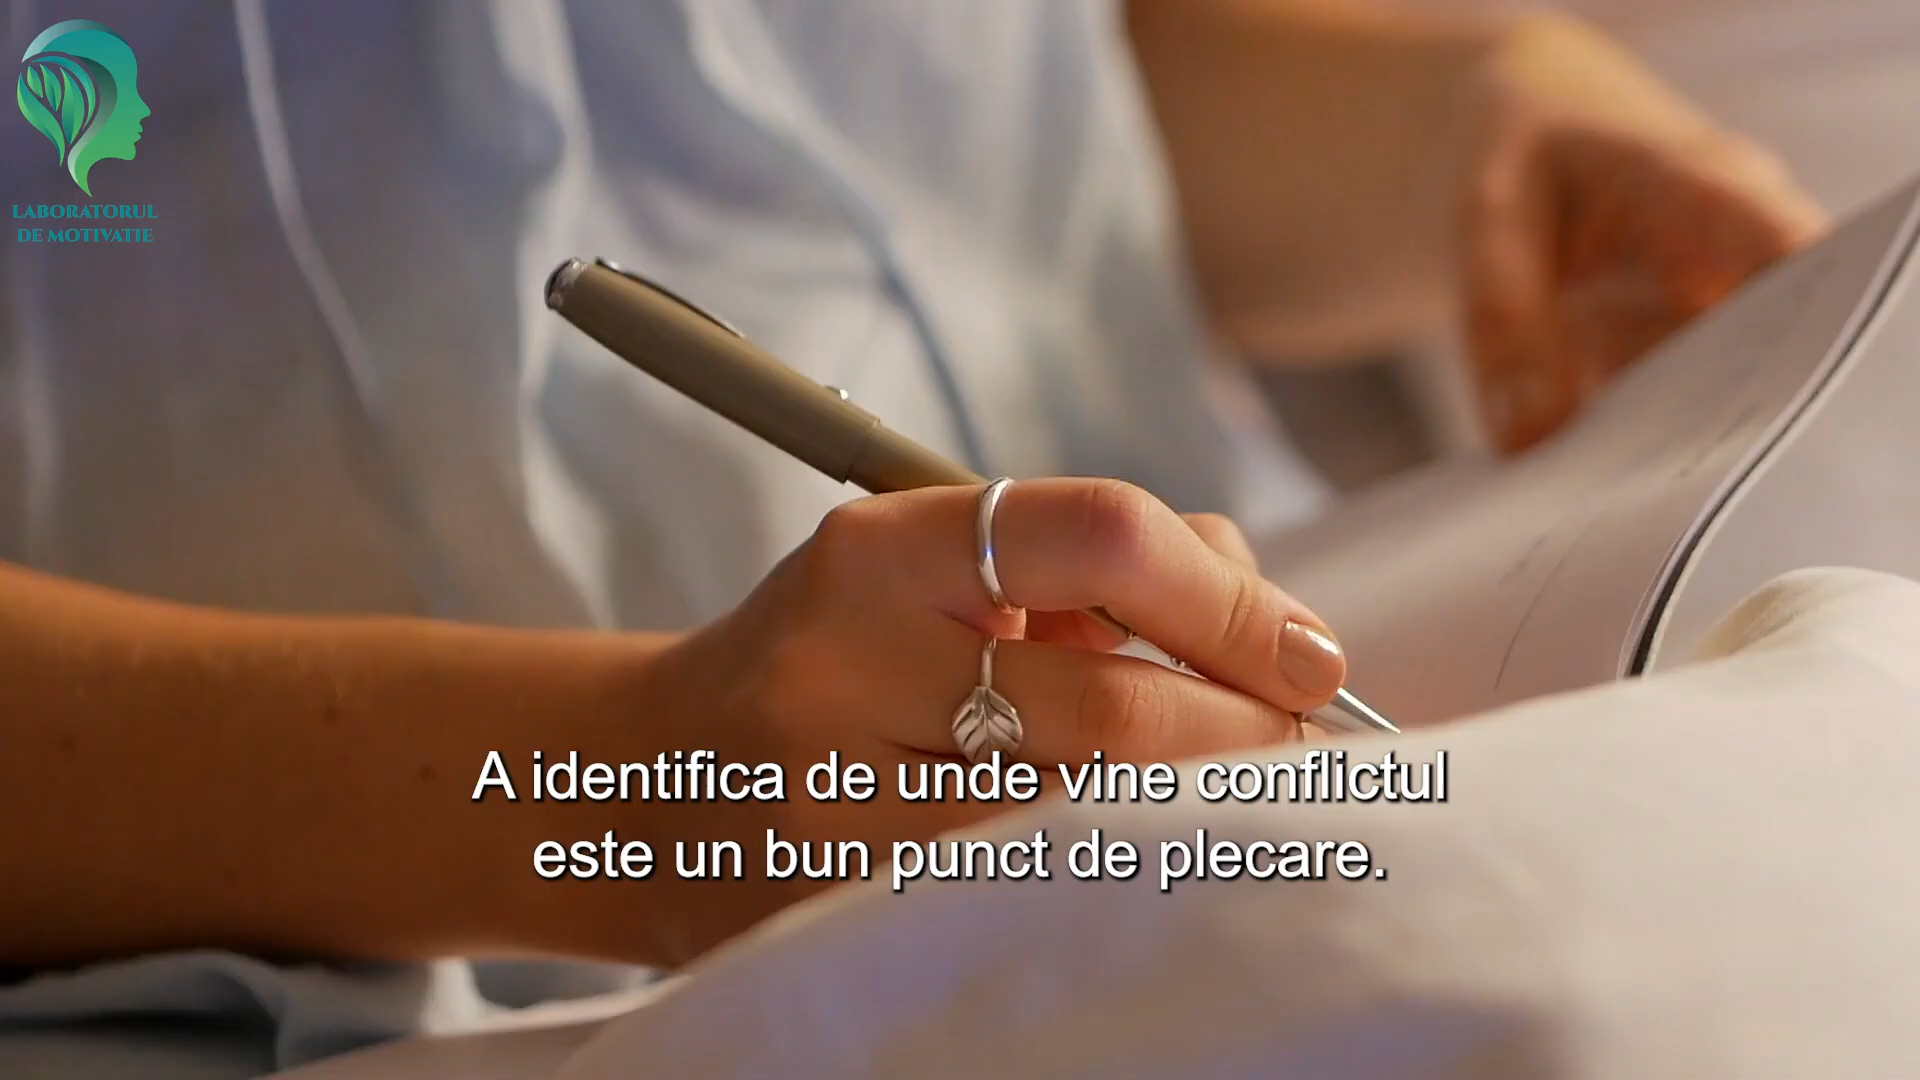 LABORATORUL
DE MOTIVATIE
A identifica de unde vine conflictul
este un bun punct de plecare.